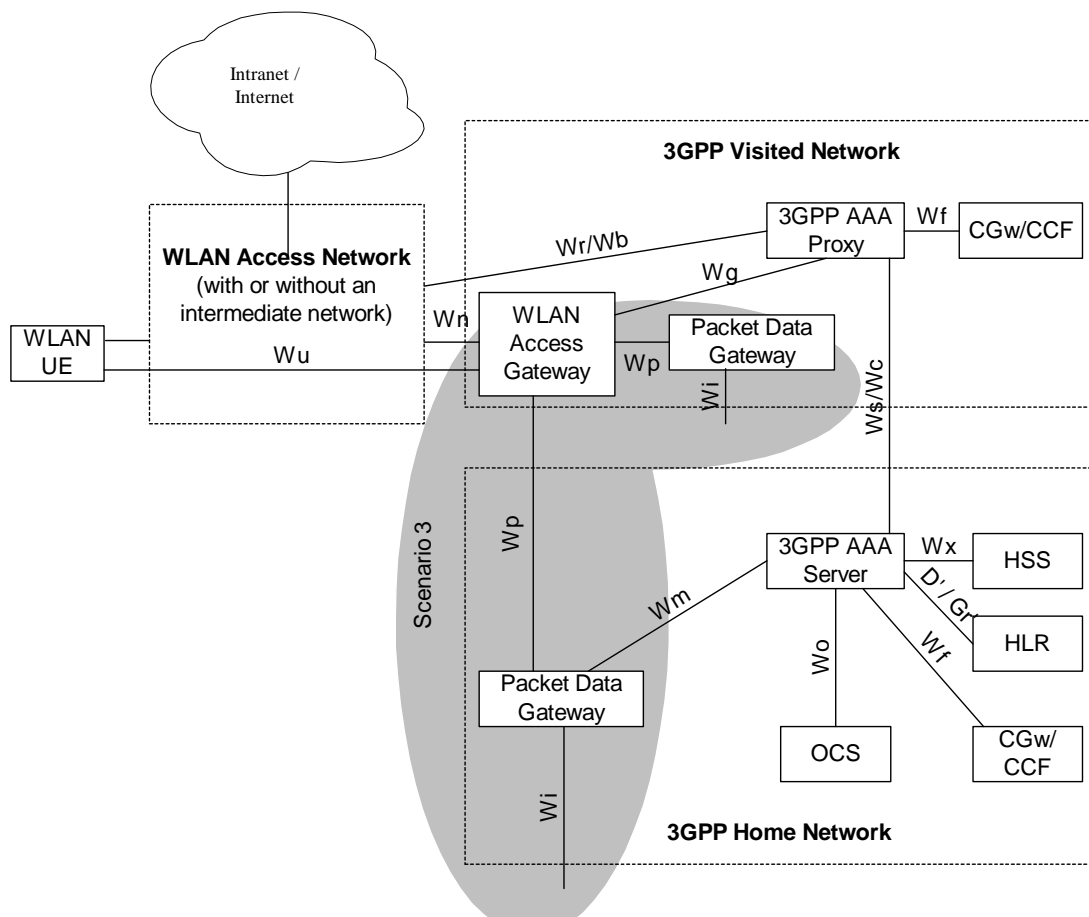 Intranet /
Internet
3GPP Visited Network
3GPP AAA
Proxy
Wf
CGw/CCF
Wr/Wb
WLAN Access Network
(with or without an
intermediate network)
Wg
Wn
WLAN
Access
Gateway
Packet Data
Gateway
Wp
WLAN
UE
Wu
Wi
Ws/Wc
Wp
Scenario 3
3GPP AAA
Server
Wx
HSS
D' / Gr'
HLR
Wm
Wo
Wf
Packet Data
Gateway
OCS
CGw/
CCF
Wi
3GPP Home Network